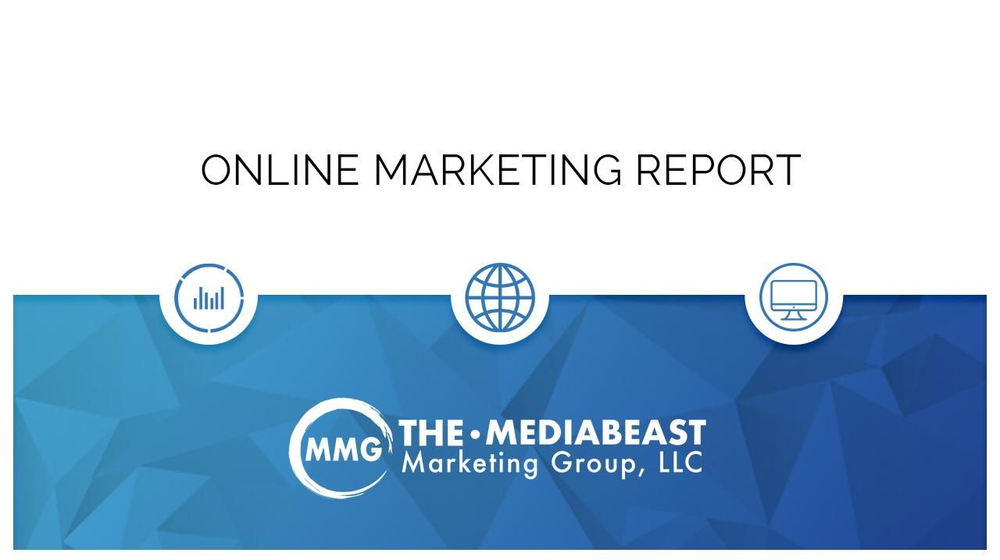 ONLINE MARKETING REPORT
MMG
THE•MEDIABEAST
Marketing Group, LLC